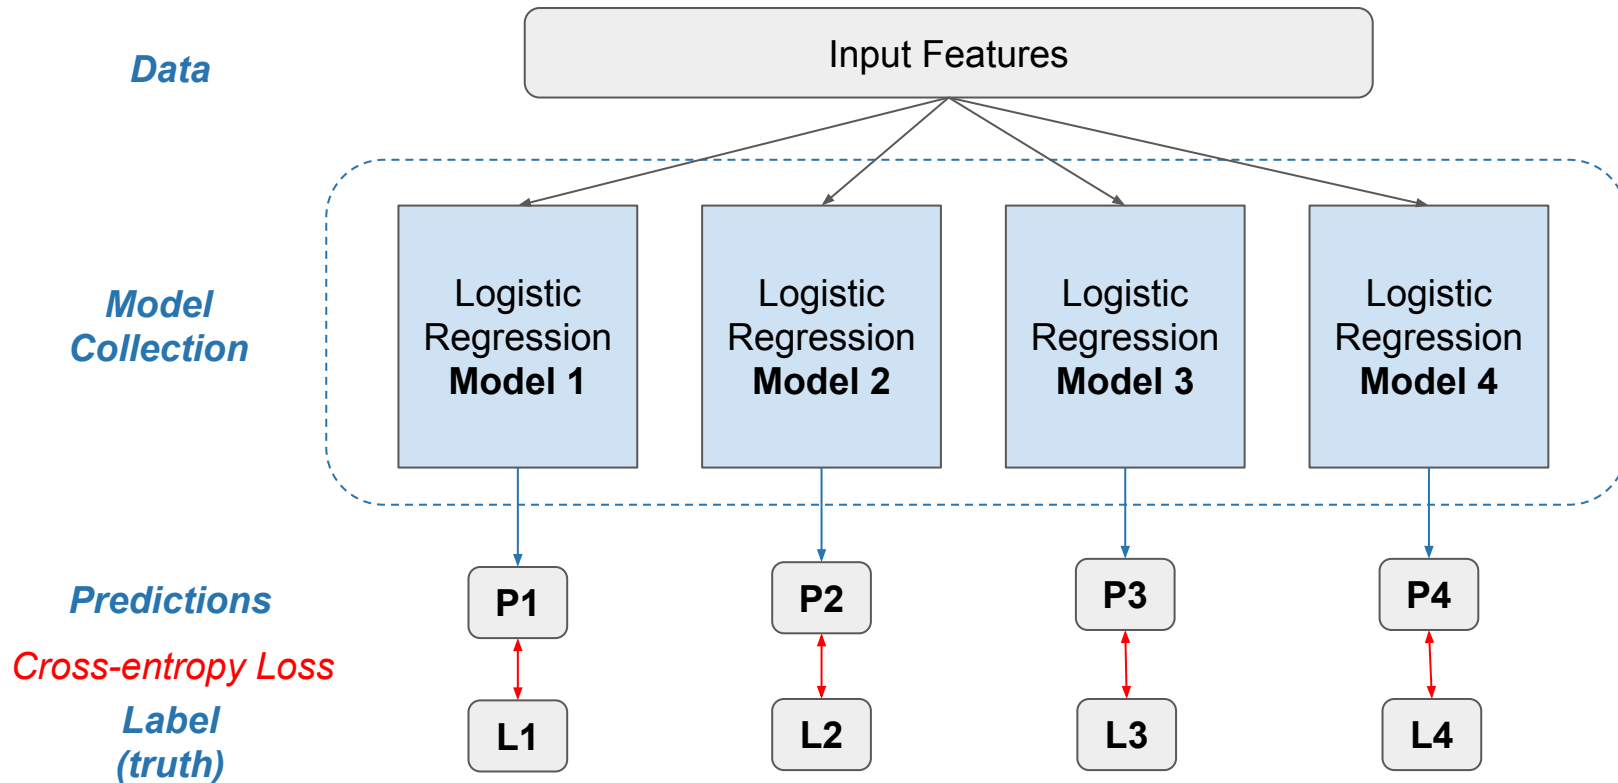 Data
Input Features
Model
Collection
Logistic
Regression
Model 1
Logistic
Regression
Model 2
Logistic
Regression
Model 3
Logistic
Regression
Model 4
Predictions
P1
P2
P3
P4
Cross-entropy Loss
Label
(truth)
L1
L2
L3
L4